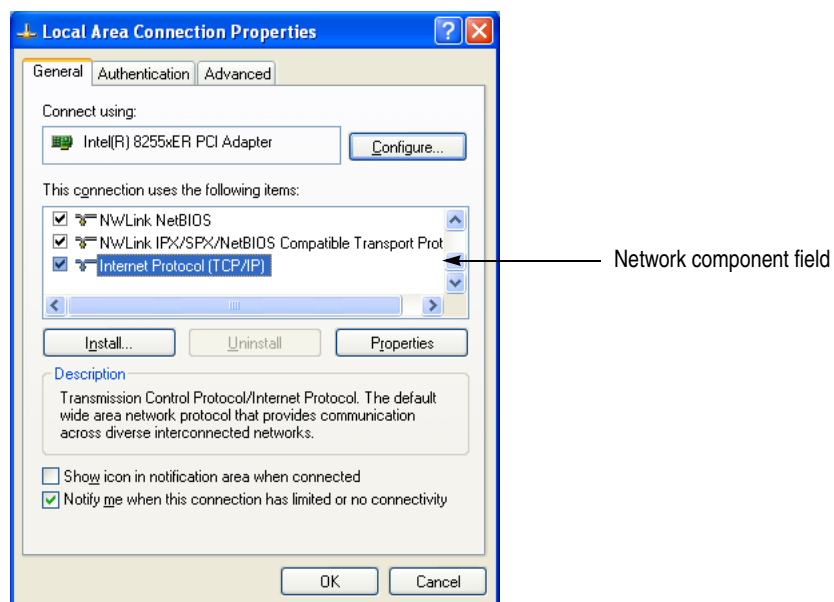 Local Area Connection Properties
General Authentication Advanced
Connect using:
Intel(R) 8255xER PCI Adapter
Configure...
This connection uses the following items:
NWLink NetBIOS
NWLink IPX/SPX/NetBIOS Compatible Transport Prot
Internet Protocol (TCP/IP)
Network component field
Install... Uninstall Properties
Description
Transmission Control Protocol/Internet Protocol. The default
wide area network protocol that provides communication
across diverse interconnected networks.
Show icon in notification area when connected
Notify me when this connection has limited or no connectivity
OK Cancel